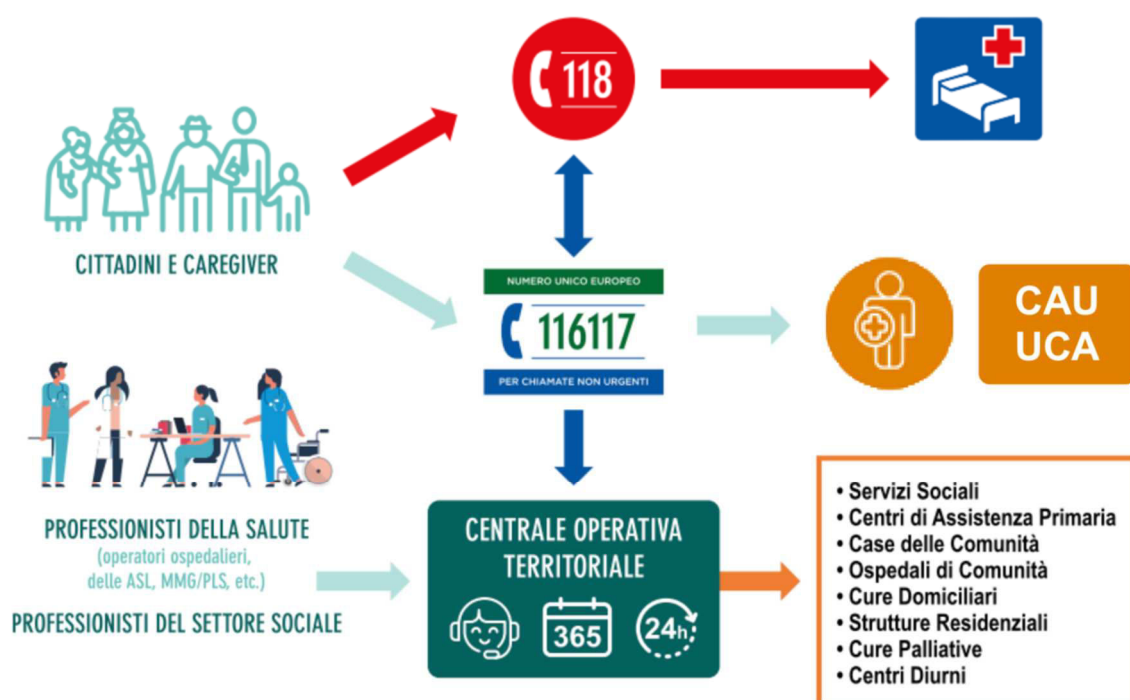 118
CITTADINI E CAREGIVER
NUMERO UNICO EUROPEO
116117
PER CHIAMATE NON URGENTI
CAU
UCA
PROFESSIONISTI DELLA SALUTE
(operatori ospedalieri,
delle ASL, MMG/PLS, etc.)
PROFESSIONISTI DEL SETTORE SOCIALE
CENTRALE OPERATIVA
TERRITORIALE
365
24h
• Servizi Sociali
• Centri di Assistenza Primaria
• Case delle Comunità
• Ospedali di Comunità
• Cure Domiciliari
• Strutture Residenziali
• Cure Palliative
• Centri Diurni